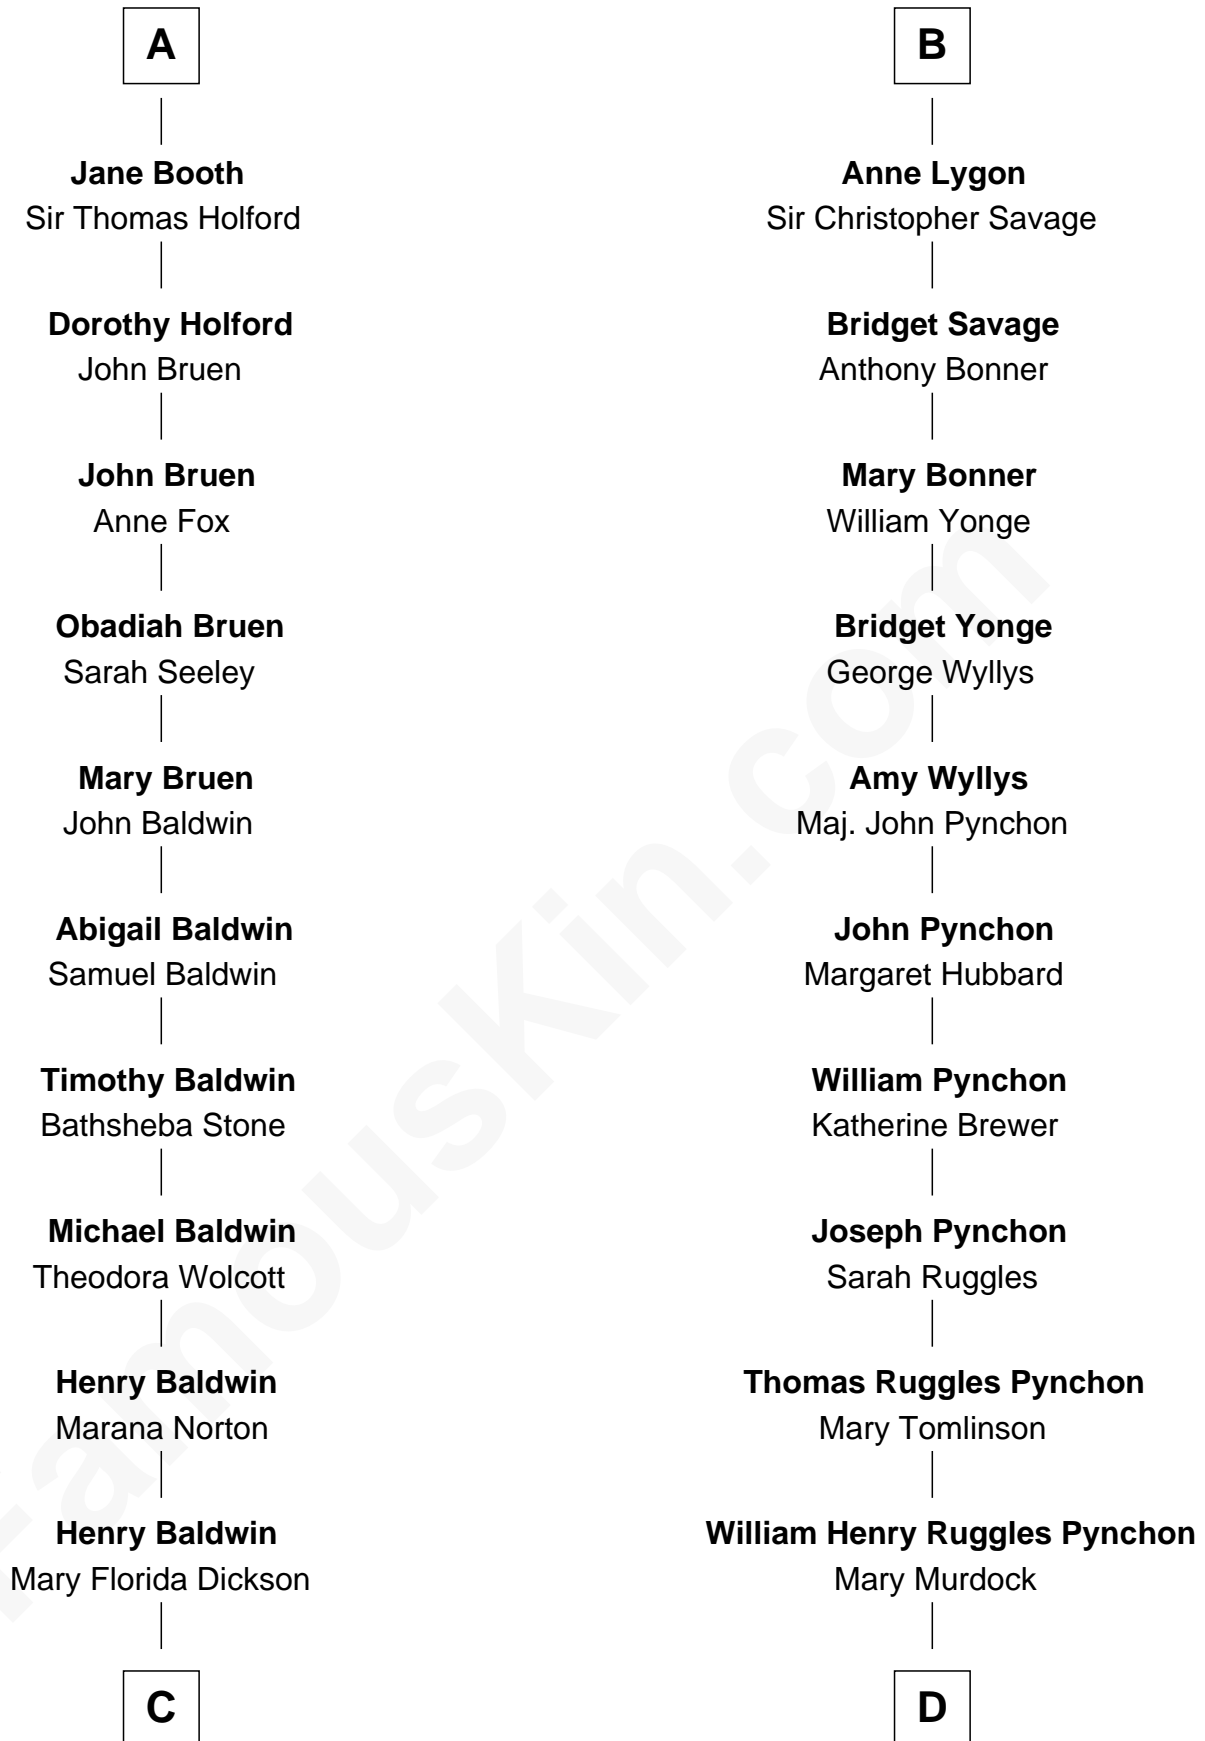 A
Jane Booth
Sir Thomas Holford
Dorothy Holford
John Bruen
John Bruen
Anne Fox
Obadiah Bruen
Sarah Seeley
Mary Bruen
John Baldwin
Abigail Baldwin
Samuel Baldwin
Timothy Baldwin
Bathsheba Stone
Michael Baldwin
Theodora Wolcott
Henry Baldwin
Marana Norton
Henry Baldwin
Mary Florida Dickson
C
B
Anne Lygon
Sir Christopher Savage
Bridget Savage
Anthony Bonner
Mary Bonner
William Yonge
Bridget Yonge
George Wyllys
Amy Wyllys
Maj. John Pynchon
John Pynchon
Margaret Hubbard
William Pynchon
Katherine Brewer
Joseph Pynchon
Sarah Ruggles
Thomas Ruggles Pynchon
Mary Tomlinson
William Henry Ruggles Pynchon
Mary Murdock
D
FamousKin.com